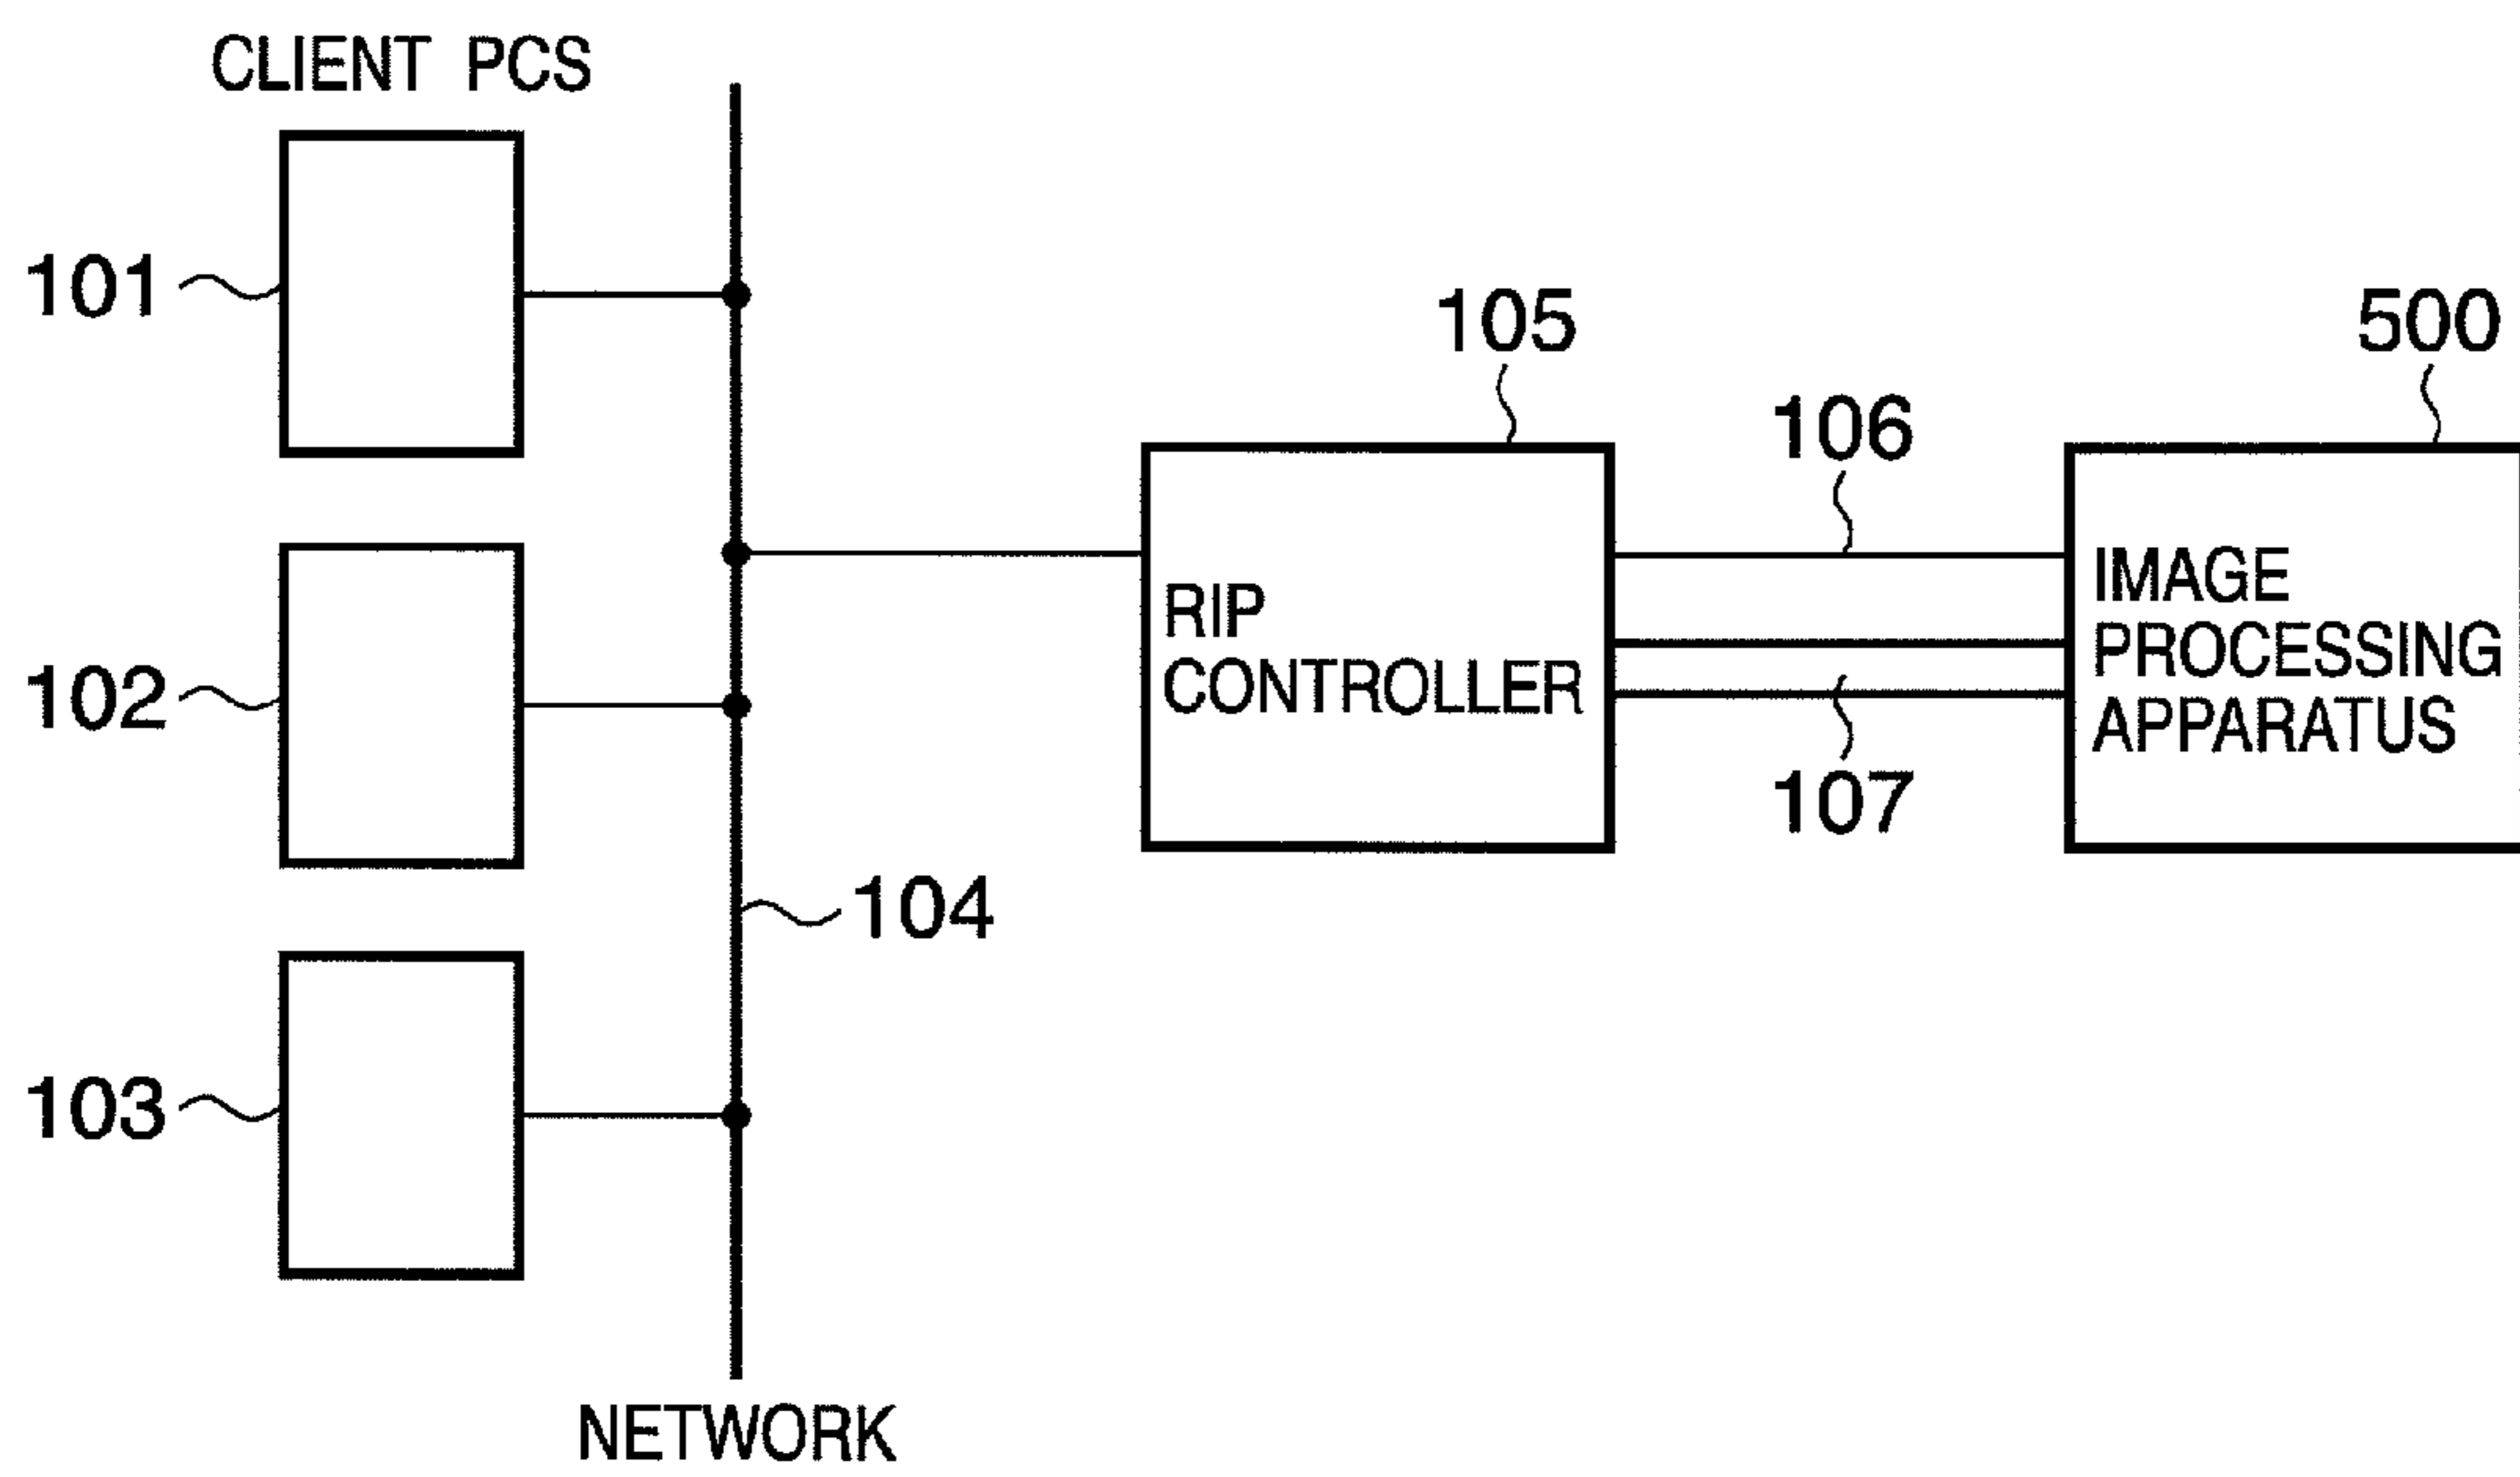 CLIENT PCS
101
105
500
106
RIP
CONTROLLER
IMAGE
PROCESSING
APPARATUS
102
107
104
103
NETWORK